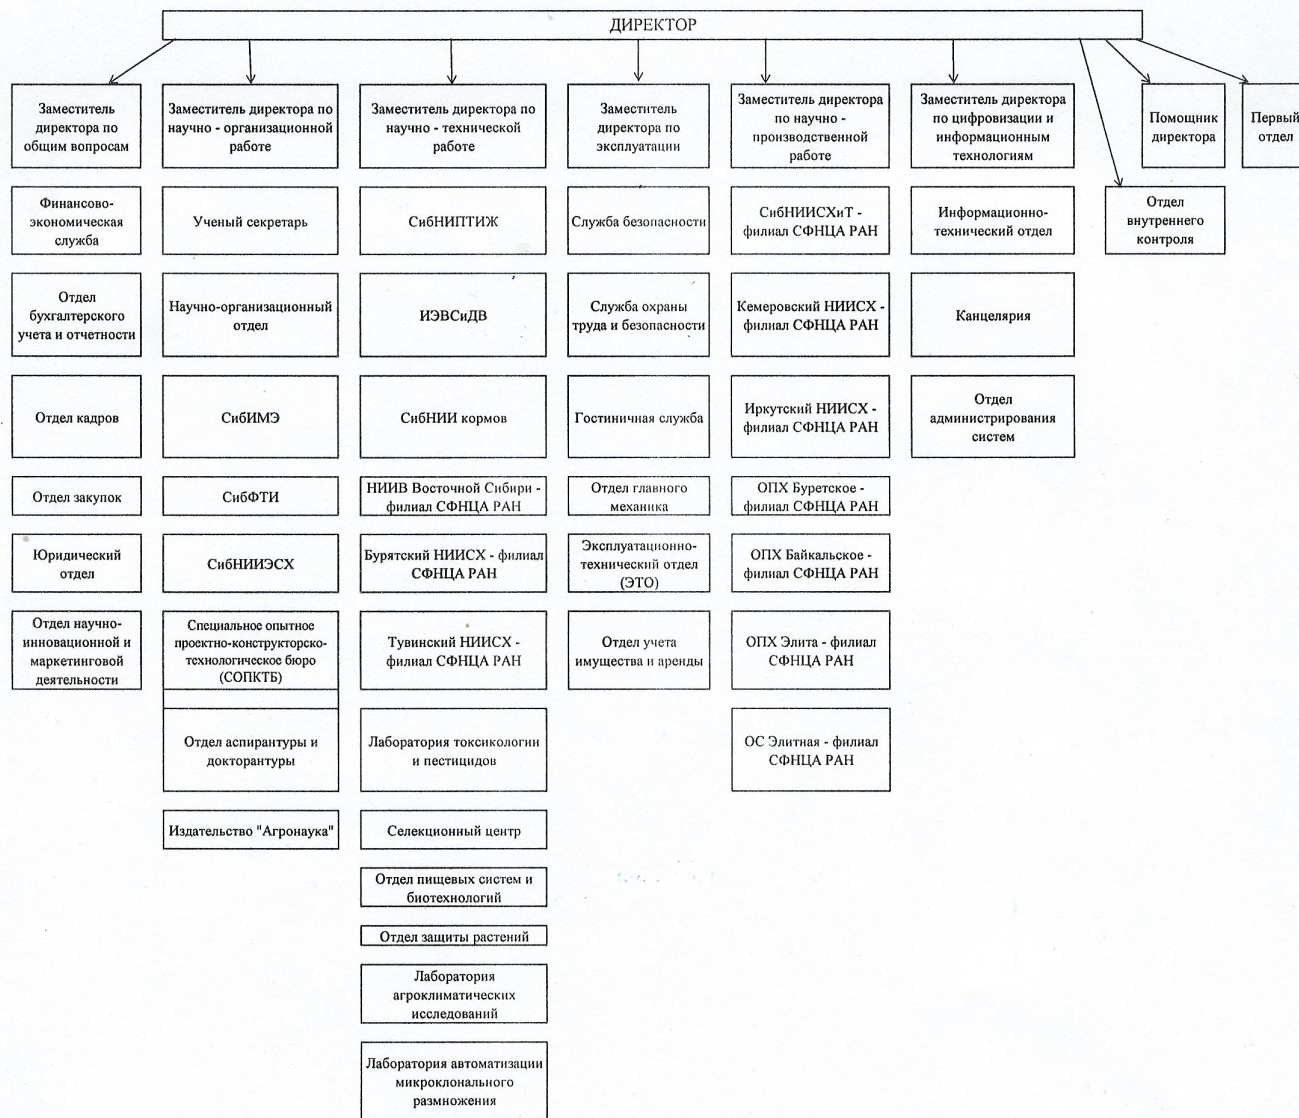 ДИРЕКТОР
Заместитель
директора по
общим вопросам
Заместитель директора по
научно - организационной
работе
Заместитель директора по
научно - технической
работе
Заместитель
директора по
эксплуатации
Заместитель директора
по научно -
производственной
работе
Заместитель директора
по цифровизации и
информационным
технологиям
Помощник
директора
Первый
отдел
Финансово-
экономическая
служба
Ученый секретарь
СибНИПТИЖ
Служба безопасности
СибНИИСХиТ -
филиал СФНЦА РАН
Информационно-
технический отдел
Отдел
внутреннего
контроля
Отдел
бухгалтерского
учета и отчетности
Научно-организационный
отдел
ИЭВСиДВ
Служба охраны
труда и безопасности
Кемеровский НИИСХ -
филиал СФНЦА РАН
Канцелярия
Отдел кадров
СибИМЭ
СибНИИ кормов
Гостиничная служба
Иркутский НИИСХ -
филиал СФНЦА РАН
Отдел
администрирования
систем
Отдел закупок
СибФТИ
НИИВ Восточной Сибири -
филиал СФНЦА РАН
Отдел главного
механика
ОПХ Буретское -
филиал СФНЦА РАН
Юридический
отдел
СибНИИЭСХ
Бурятский НИИСХ - филиал
СФНЦА РАН
Эксплуатационно-
технический отдел
(ЭТО)
ОПХ Байкальское -
филиал СФНЦА РАН
Отдел научно-
инновационной и
маркетинговой
деятельности
Специальное опытное
проектно-конструкторско-
технологическое бюро
(СОПКТБ)
Тувинский НИИСХ -
филиал СФНЦА РАН
Отдел учета
имущества и аренды
ОПХ Элита - филиал
СФНЦА РАН
Отдел аспирантуры и
докторантуры
Лаборатория токсикологии
и пестицидов
ОС Элитная - филиал
СФНЦА РАН
Издательство "Агронаука"
Селекционный центр
Отдел пищевых систем и
биотехнологий
Отдел защиты растений
Лаборатория
агроклиматических
исследований
Лаборатория автоматизации
микроклонального
размножения